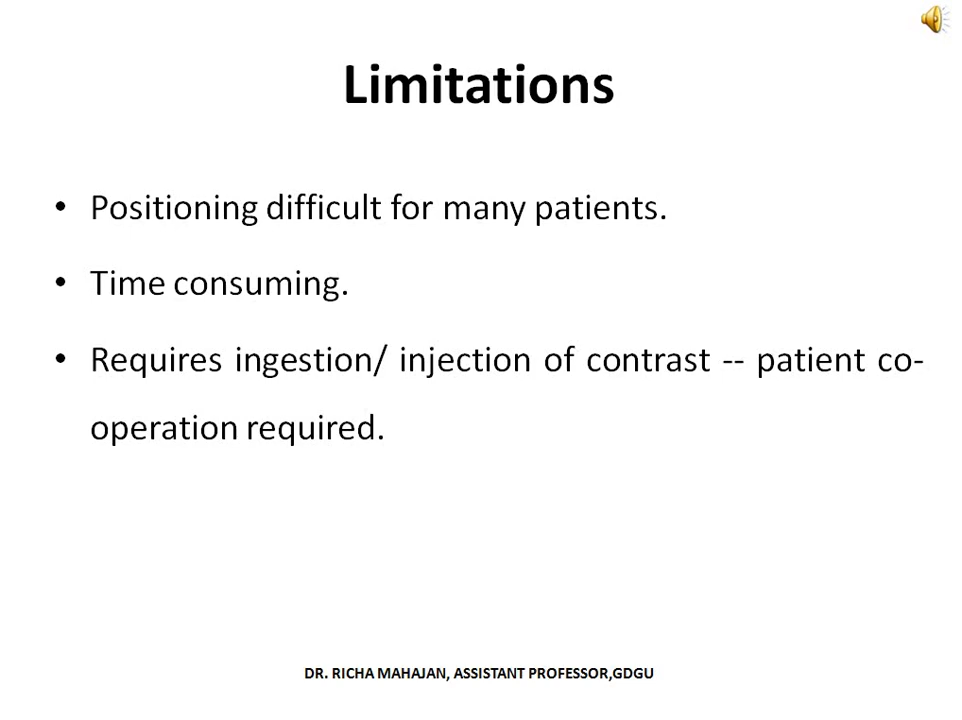 Limitations
• Positioning difficult for many patients.
• Time consuming.
• Requires ingestion/ injection of contrast -- patient co-
operation required.
DR. RICHA MAHAJAN, ASSISTANT PROFESSOR,GDGU